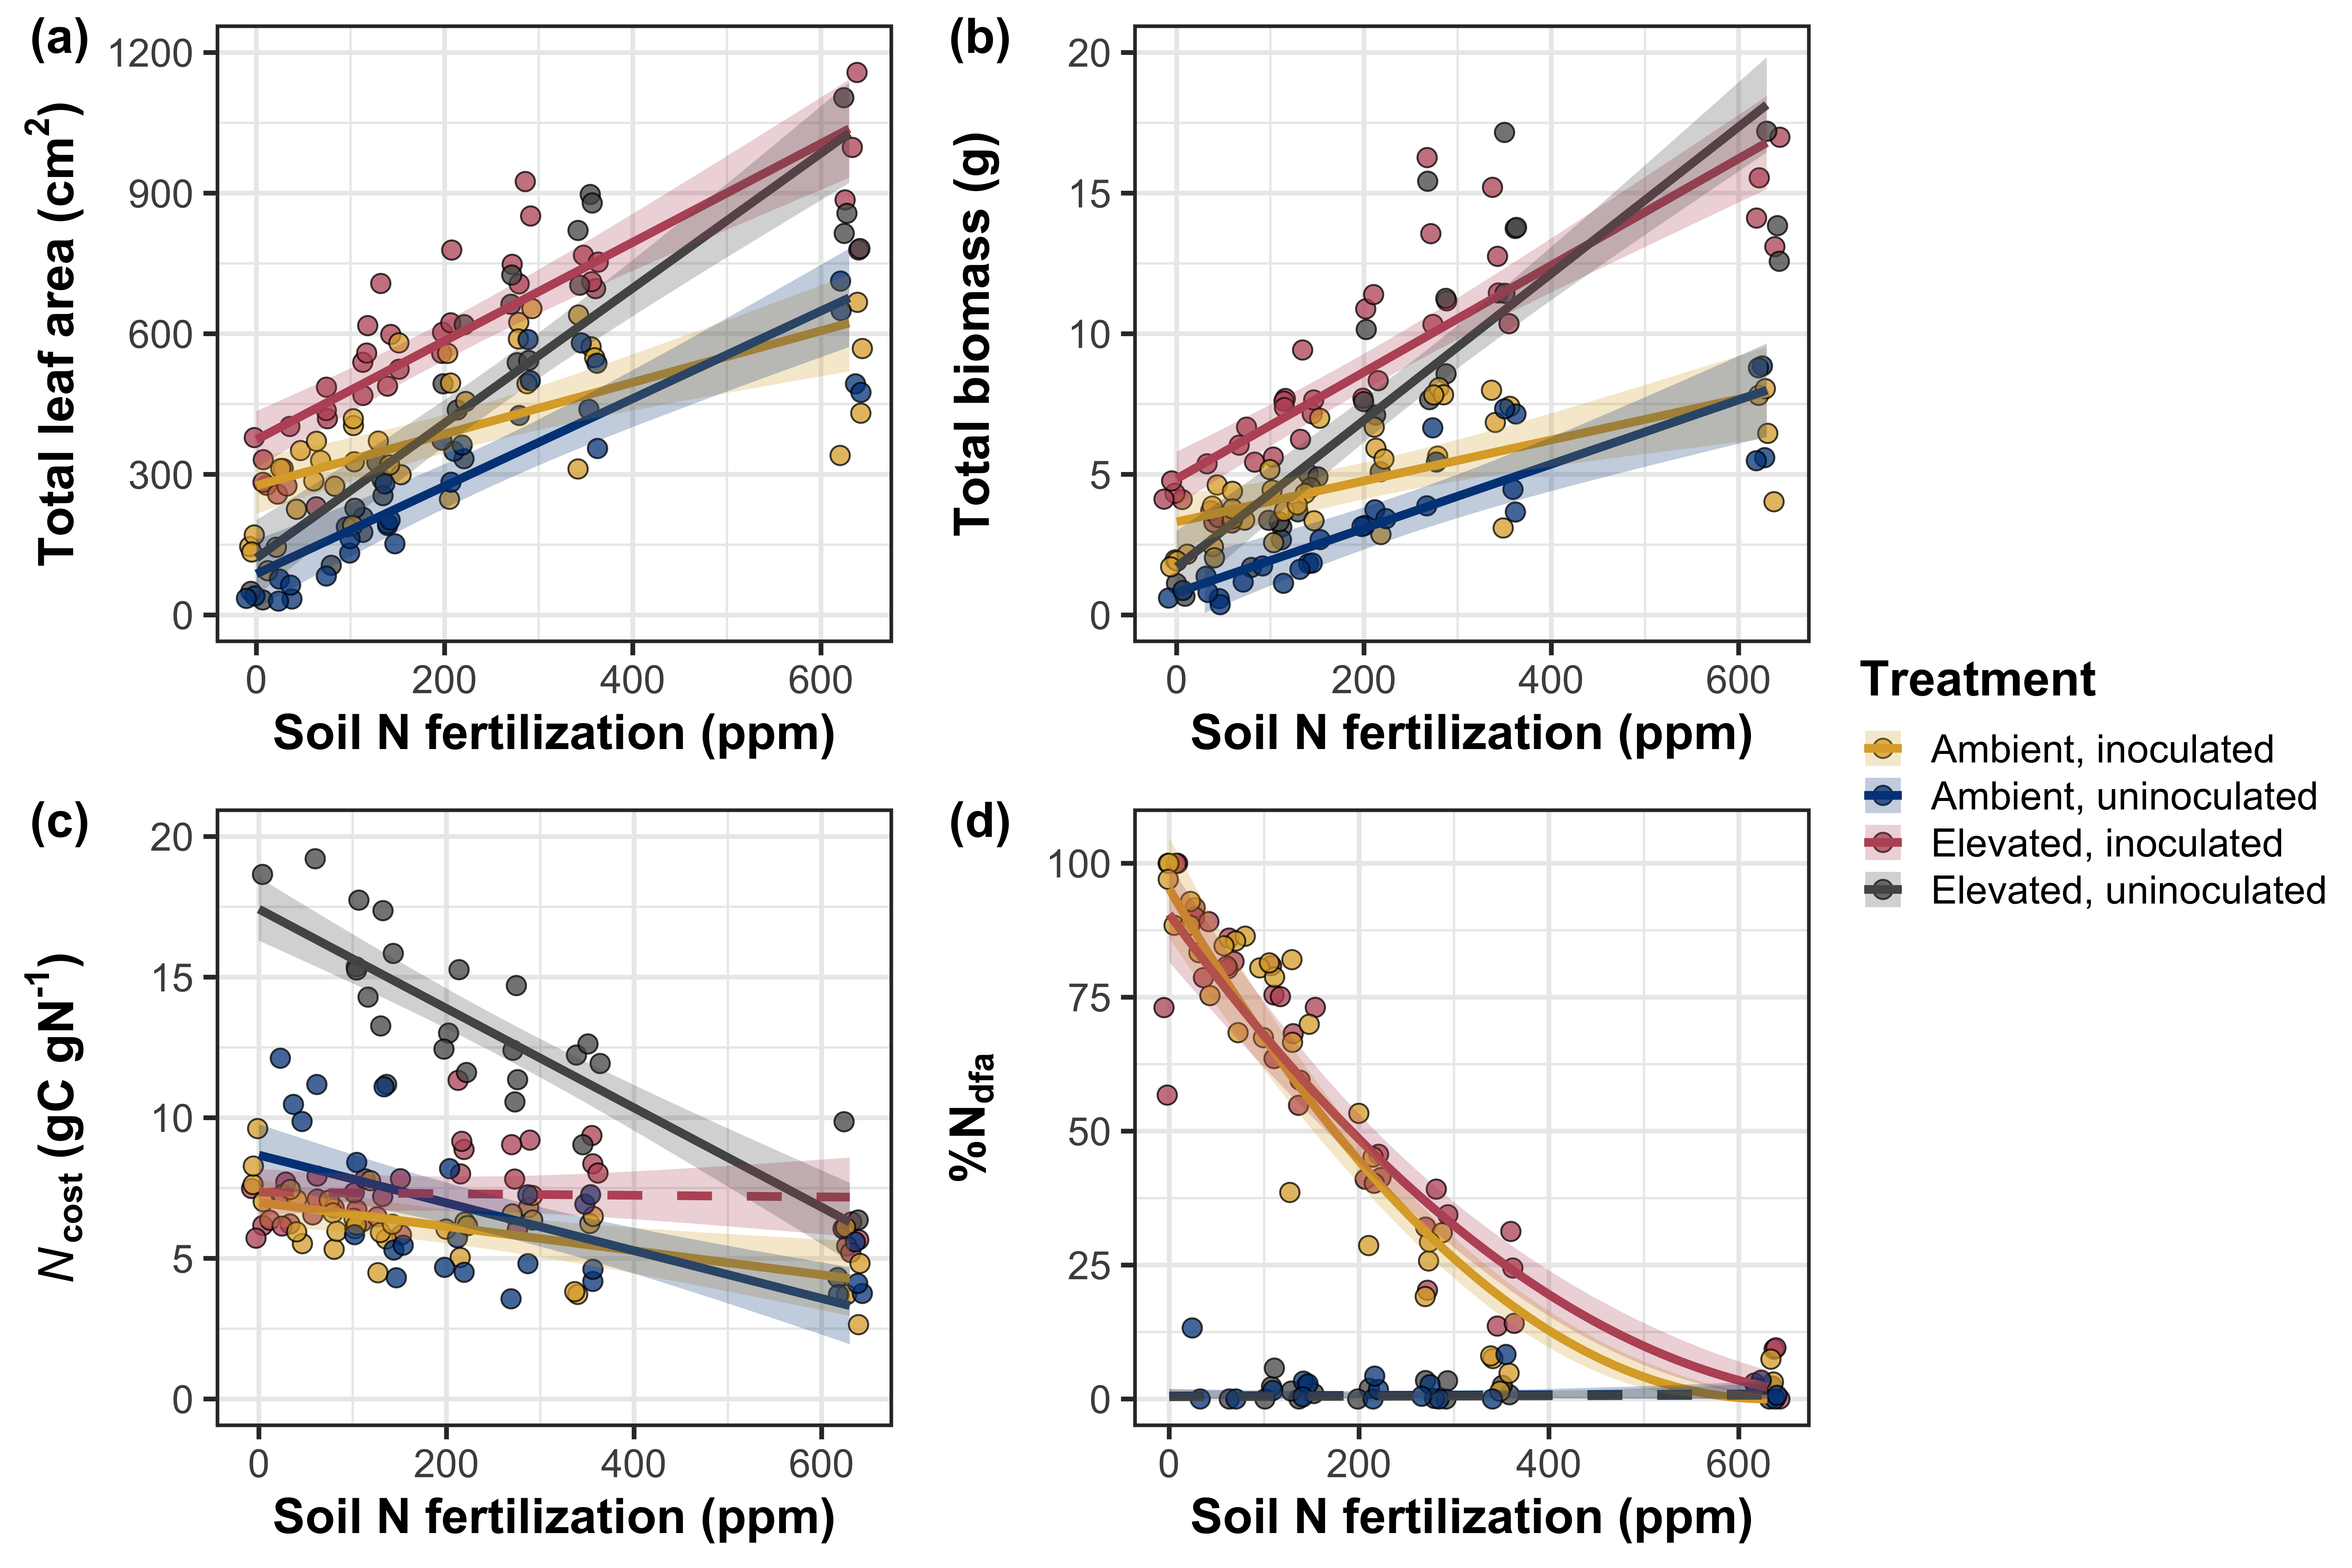 (a)
Total leaf area (cm²)
1200
900
600
300
0
0 200 400 600
Soil N fertilization (ppm)
(b)
Total biomass (g)
20
15
10
5
0
0 200 400 600
Soil N fertilization (ppm)
(c)
Ncost (gC gN⁻¹)
20
15
10
5
0
0 200 400 600
Soil N fertilization (ppm)
(d)
%Ndfa
100
75
50
25
0
0 200 400 600
Soil N fertilization (ppm)
Treatment
Ambient, inoculated
Ambient, uninoculated
Elevated, inoculated
Elevated, uninoculated